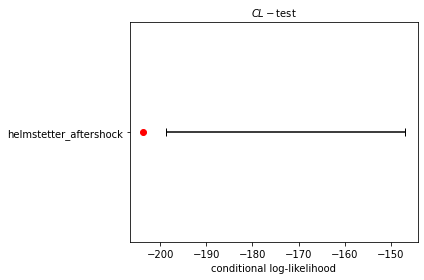 CL − test
helmstetter_aftershock
−200 −190 −180 −170 −160 −150
conditional log-likelihood